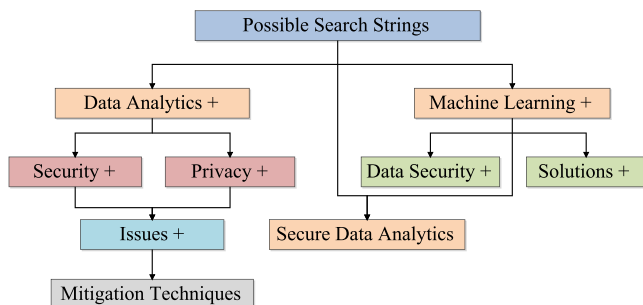 Possible Search Strings
Data Analytics +
Machine Learning +
Security +
Privacy +
Data Security +
Solutions +
Issues +
Secure Data Analytics
Mitigation Techniques